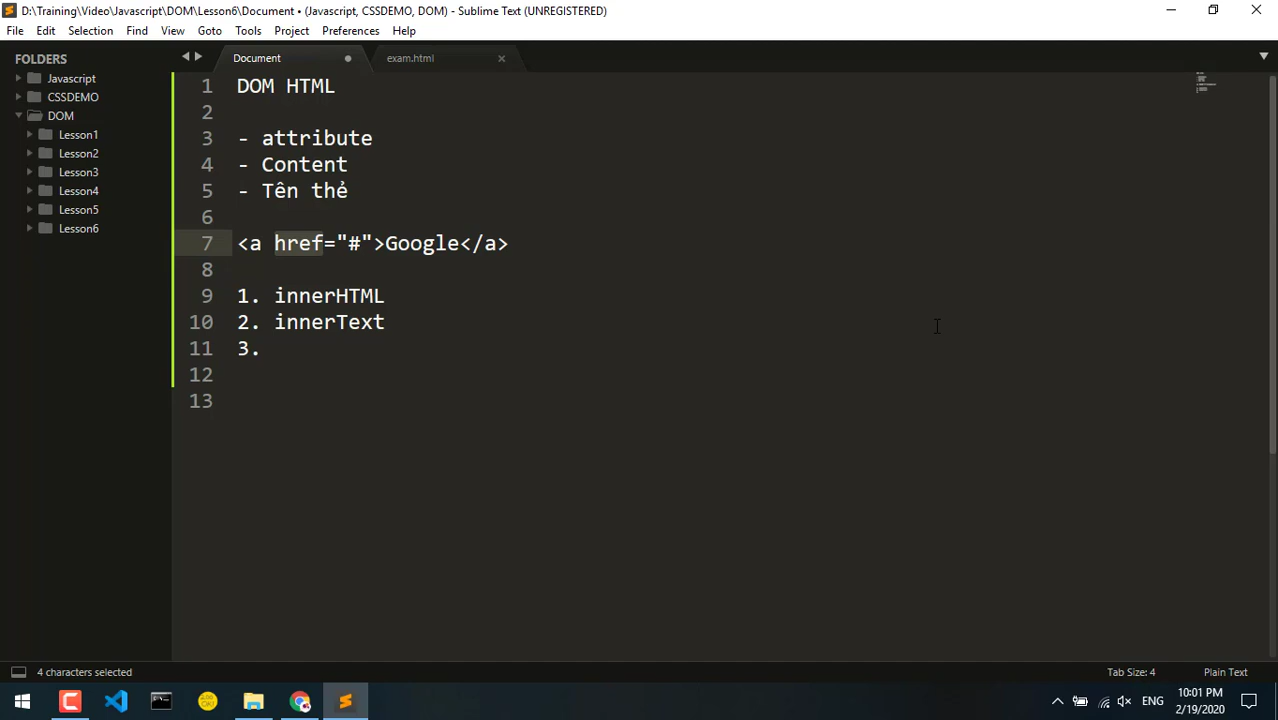 D:\Training\Video\Javascript\DOM\Lesson6\Document • (Javascript, CSSDEMO, DOM) - Sublime Text (UNREGISTERED)
File Edit Selection Find View Goto Tools Project Preferences Help
FOLDERS
Javascript
CSSDEMO
DOM
Lesson1
Lesson2
Lesson3
Lesson4
Lesson5
Lesson6
Document
exam.html
1 DOM HTML
2
3 - attribute
4 - Content
5 - Tên thẻ
6
7 <a href="#">Google</a>
8
9 1. innerHTML
10 2. innerText
11 3.
12
13
4 characters selected
Tab Size: 4
Plain Text
ENG
10:01 PM
2/19/2020